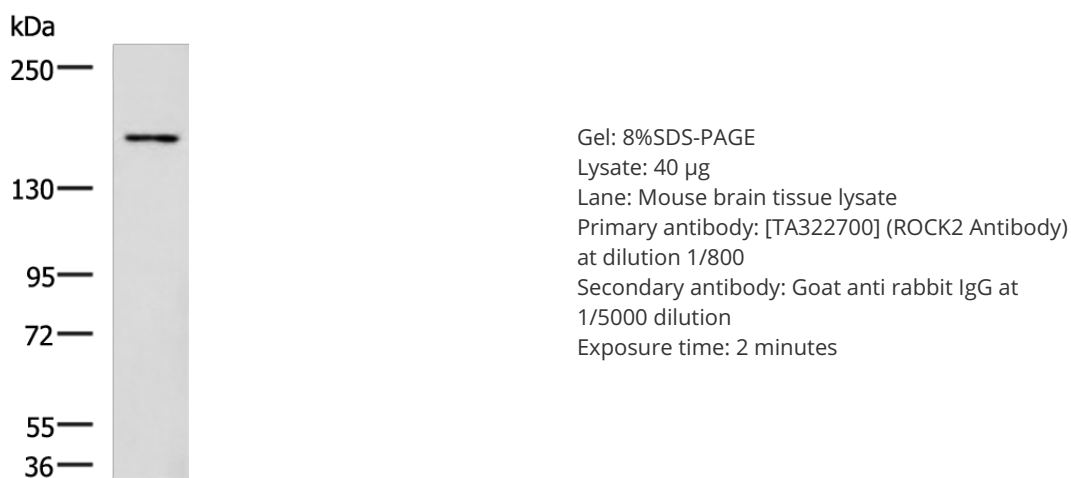 kDa
250
130
95
72
55
36
Gel: 8%SDS-PAGE
Lysate: 40 µg
Lane: Mouse brain tissue lysate
Primary antibody: [TA322700] (ROCK2 Antibody)
at dilution 1/800
Secondary antibody: Goat anti rabbit IgG at
1/5000 dilution
Exposure time: 2 minutes